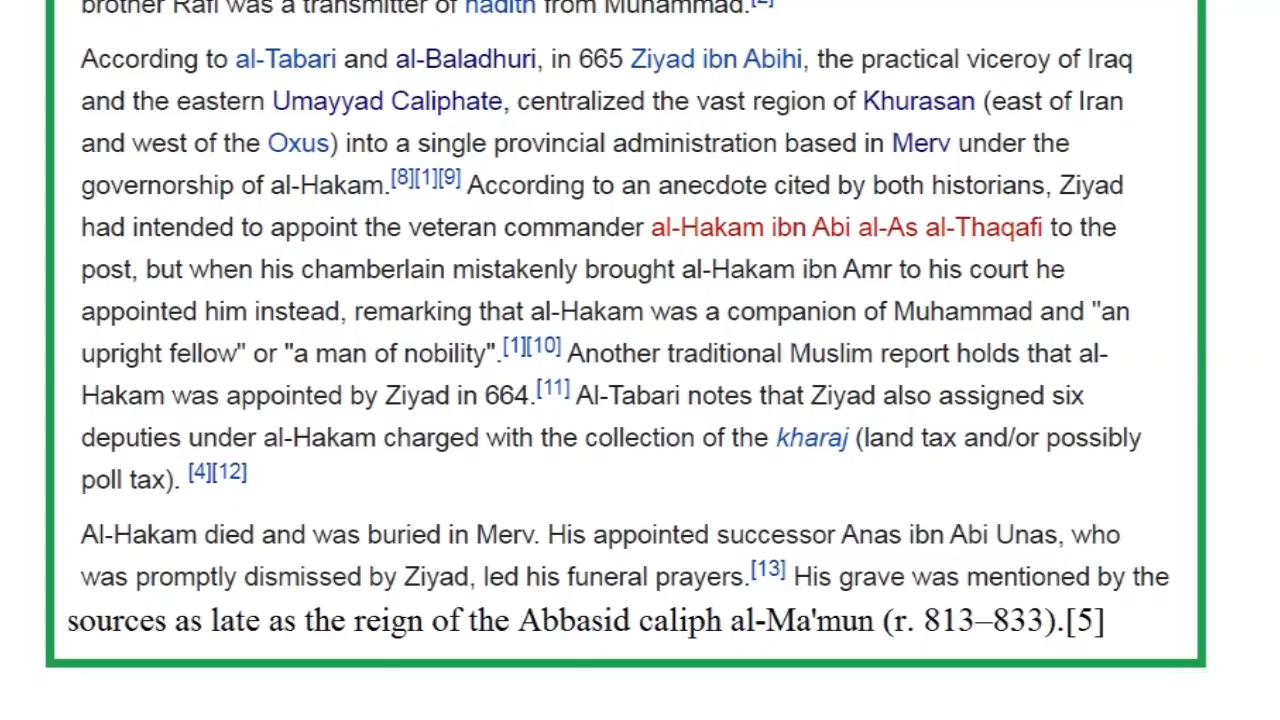 brother Rafi was a transmitter of hadith from Muhammad.[2]
According to al-Tabari and al-Baladhuri, in 665 Ziyad ibn Abihi, the practical viceroy of Iraq
and the eastern Umayyad Caliphate, centralized the vast region of Khurasan (east of Iran
and west of the Oxus) into a single provincial administration based in Merv under the
governorship of al-Hakam.[8][1][9] According to an anecdote cited by both historians, Ziyad
had intended to appoint the veteran commander al-Hakam ibn Abi al-As al-Thaqafi to the
post, but when his chamberlain mistakenly brought al-Hakam ibn Amr to his court he
appointed him instead, remarking that al-Hakam was a companion of Muhammad and "an
upright fellow" or "a man of nobility".[1][10] Another traditional Muslim report holds that al-
Hakam was appointed by Ziyad in 664.[11] Al-Tabari notes that Ziyad also assigned six
deputies under al-Hakam charged with the collection of the kharaj (land tax and/or possibly
poll tax). [4][12]
Al-Hakam died and was buried in Merv. His appointed successor Anas ibn Abi Unas, who
was promptly dismissed by Ziyad, led his funeral prayers.[13] His grave was mentioned by the
sources as late as the reign of the Abbasid caliph al-Ma'mun (r. 813–833).[5]